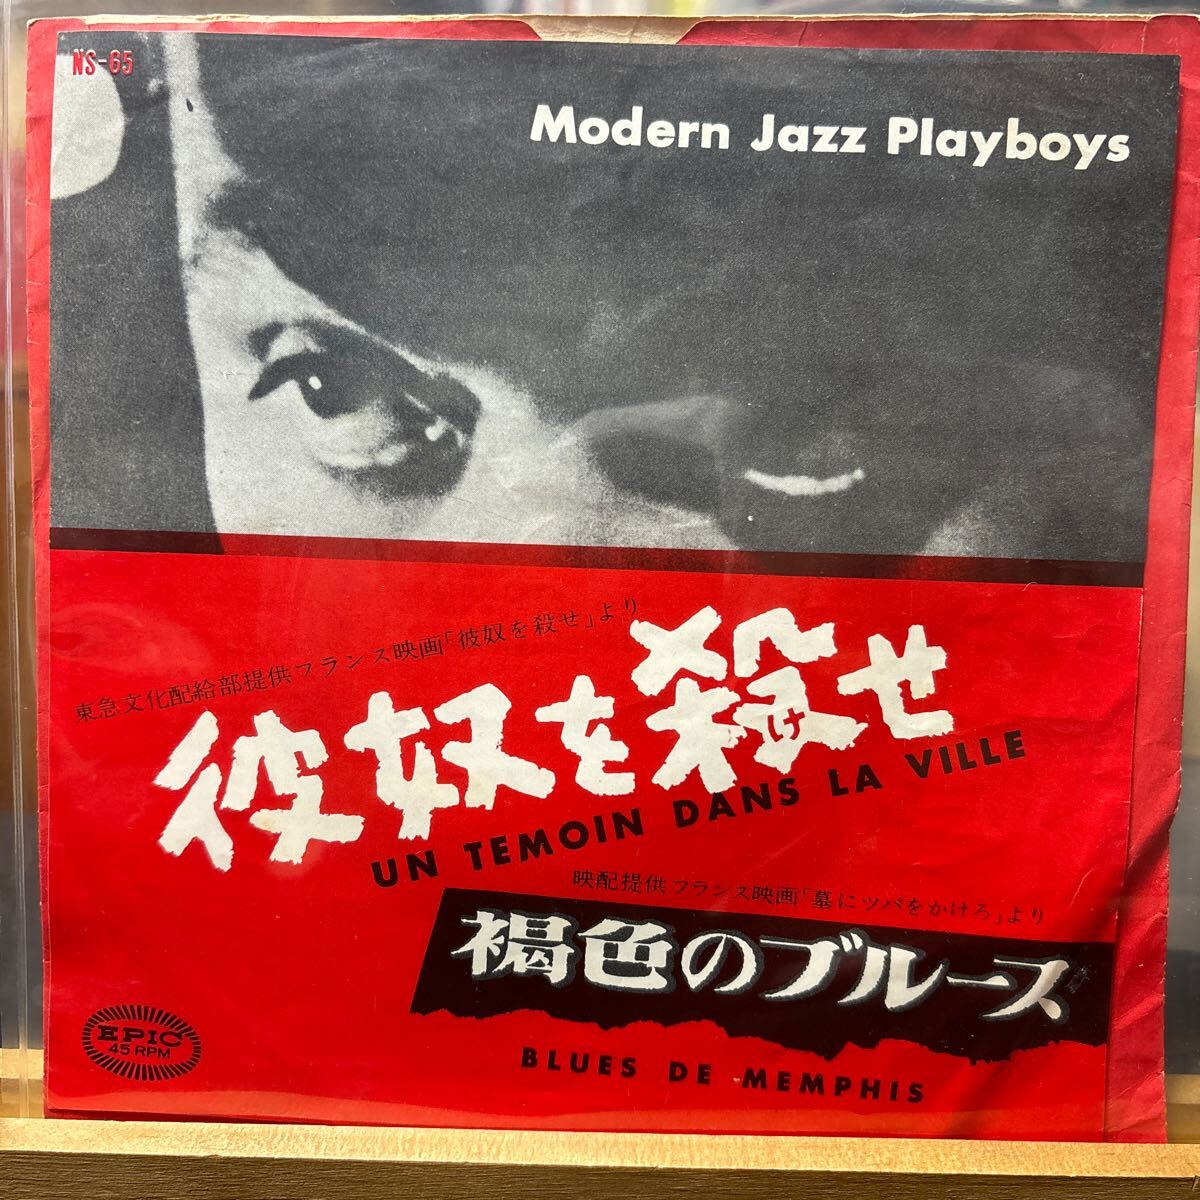 NS-65
Modern Jazz Playboys
東急文化配給部提供フランス映画「彼奴を殺せ」より
彼奴を殺せ
UN TEMOIN DANS LA VILLE
映配提供フランス映画「墓にツバをかけろ」より
褐色のブルース
BLUES DE MEMPHIS
EPIC
45 RPM